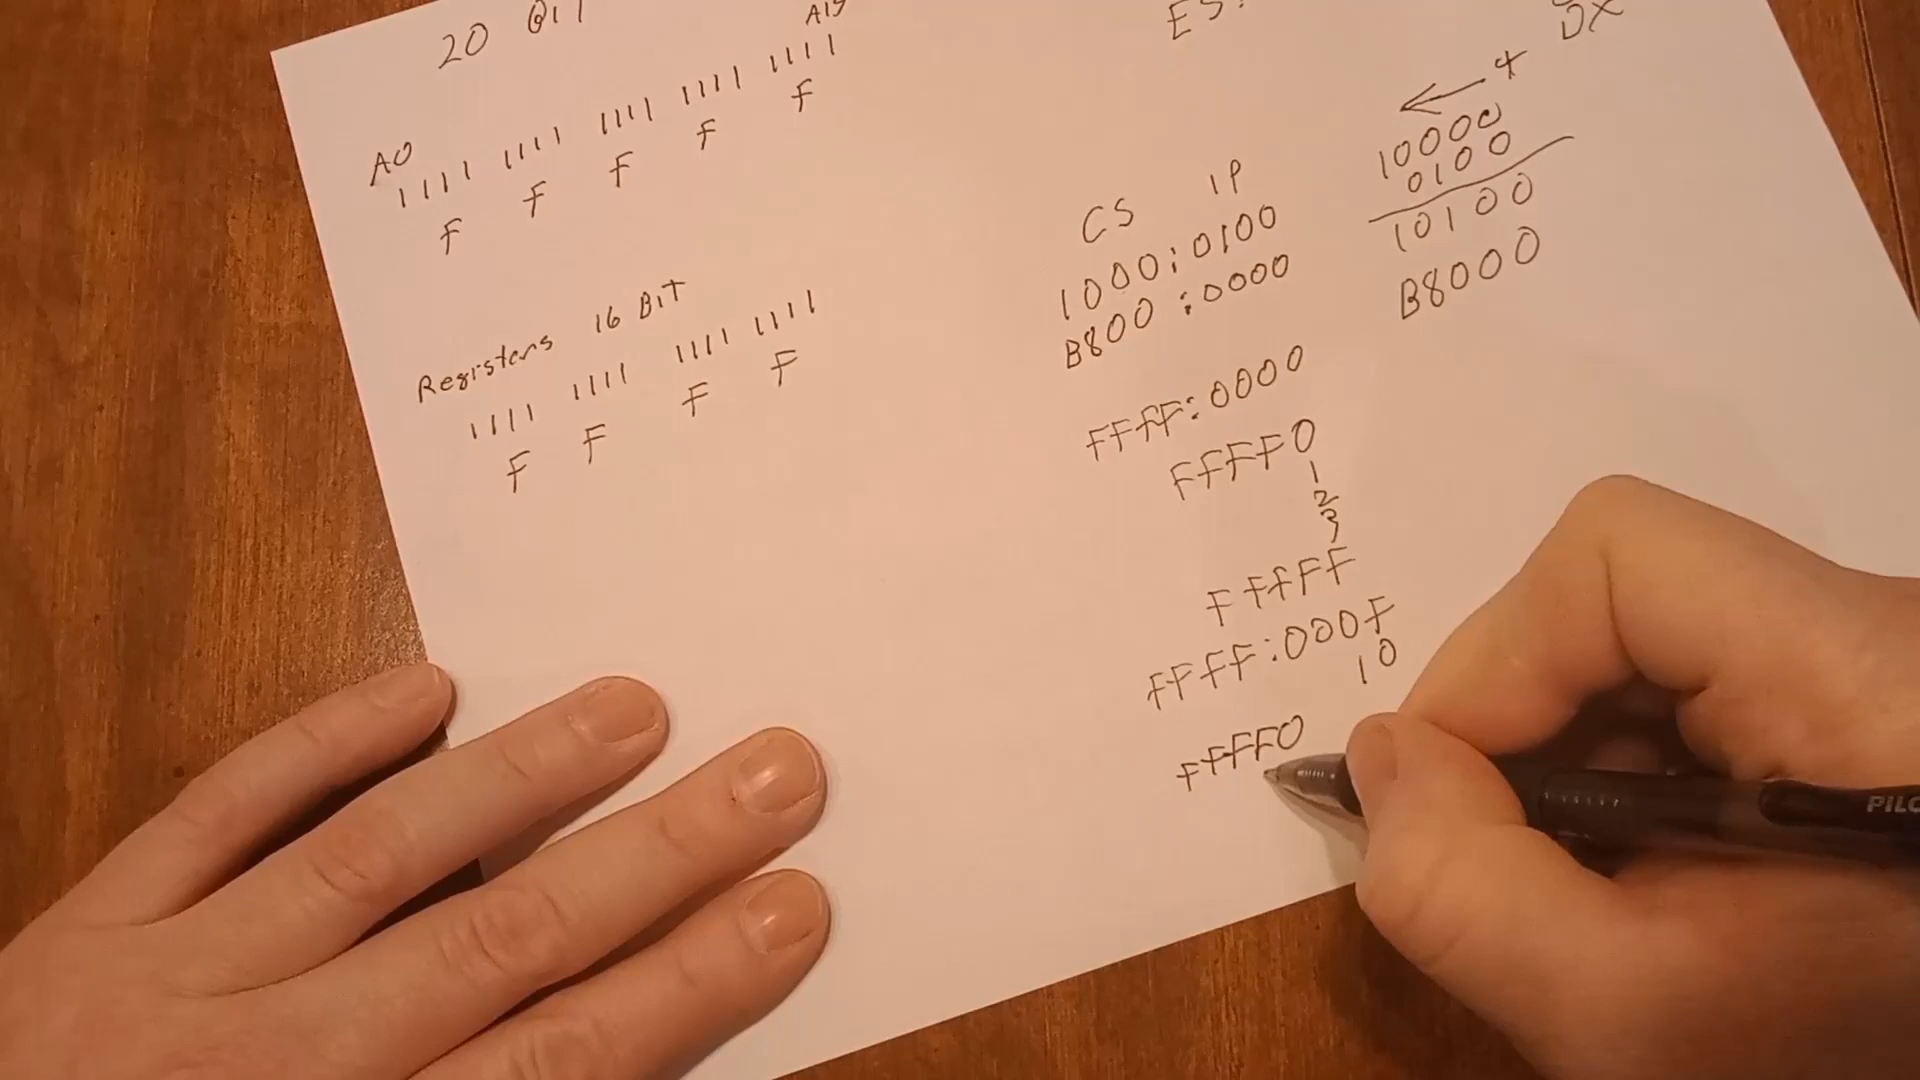 20 Bit
A19
A0
1111 1111 1111 1111 1111
F F F F F
Registers 16 Bit
1111 1111 1111 1111
F F F F
ES:
DX
CS IP
1000:0100
B800:0000
FFFF:0000
FFFF0
1
2
3
FFFFF
FFFF:000F
10
FFFF0
4
10000
0100
10100
B8000